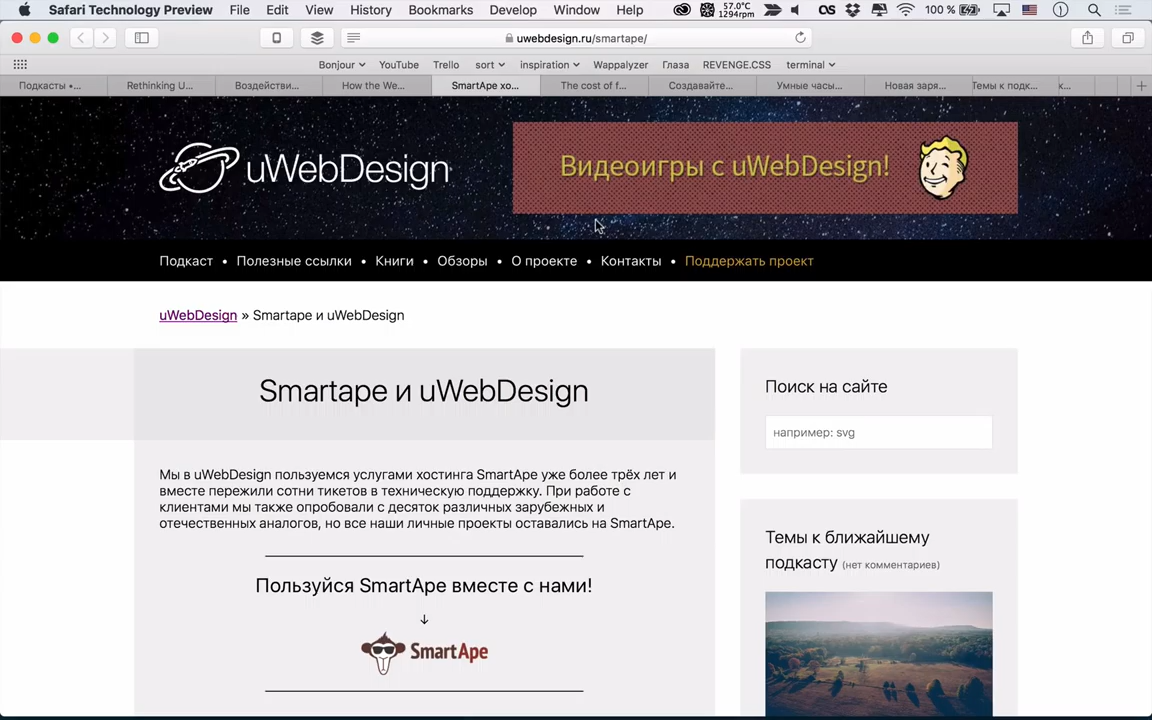 Safari Technology Preview File Edit View History Bookmarks Develop Window Help 57.0°C 1294rpm 100 %
uwebdesign.ru/smartape/
Bonjour YouTube Trello sort inspiration Wappalyzer Глаза REVENGE.CSS terminal
Подкасты •... Rethinking U... Воздействи... How the We... SmartApe хо... The cost of f... Создавайте... Умные часы... Новая заря... Темы к подк... к...
uWebDesign
Видеоигры с uWebDesign!
Подкаст • Полезные ссылки • Книги • Обзоры • О проекте • Контакты • Поддержать проект
uWebDesign » Smartape и uWebDesign
Smartape и uWebDesign
Мы в uWebDesign пользуемся услугами хостинга SmartApe уже более трёх лет и
вместе пережили сотни тикетов в техническую поддержку. При работе с
клиентами мы также опробовали с десяток различных зарубежных и
отечественных аналогов, но все наши личные проекты оставались на SmartApe.
Пользуйся SmartApe вместе с нами!
↓
SmartApe
Поиск на сайте
например: svg
Темы к ближайшему
подкасту (нет комментариев)